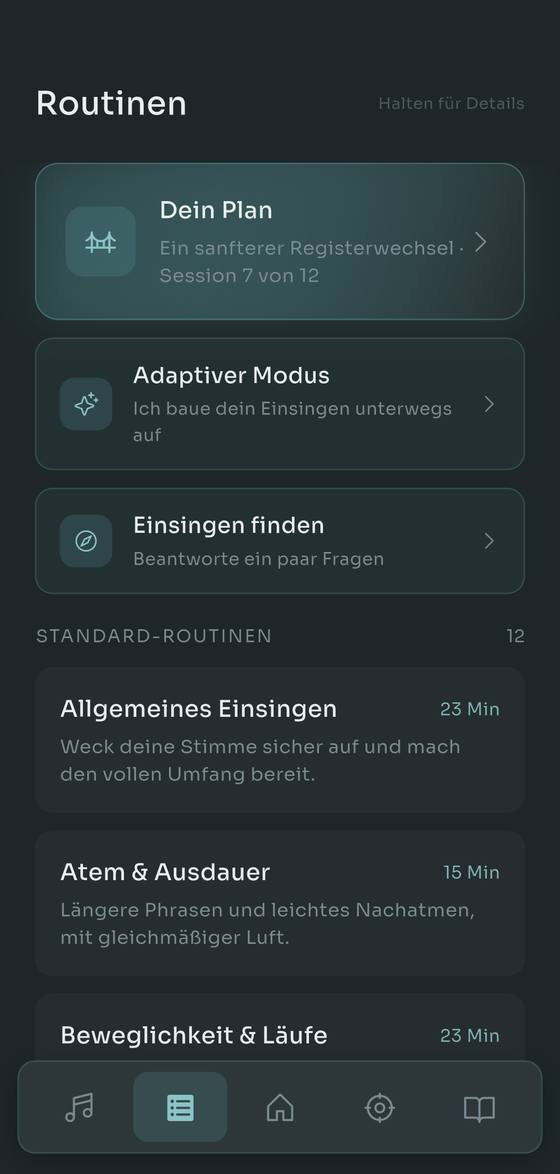 Routinen
Halten für Details
Dein Plan
Ein sanfterer Registerwechsel ·
Session 7 von 12
Adaptiver Modus
Ich baue dein Einsingen unterwegs
auf
Einsingen finden
Beantworte ein paar Fragen
STANDARD-ROUTINEN
12
Allgemeines Einsingen
23 Min
Weck deine Stimme sicher auf und mach
den vollen Umfang bereit.
Atem & Ausdauer
15 Min
Längere Phrasen und leichtes Nachatmen,
mit gleichmäßiger Luft.
Beweglichkeit & Läufe
23 Min